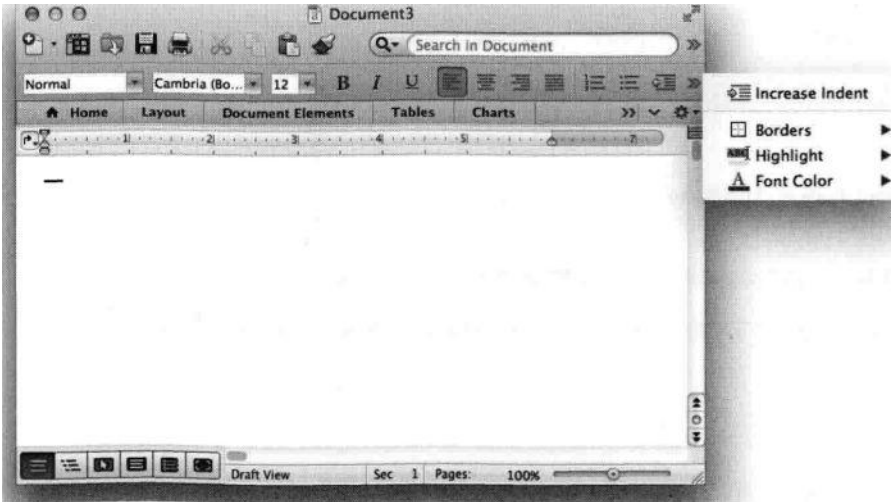 Document3
Search in Document
Normal Cambria (Bo... 12 B I U
Home Layout Document Elements Tables Charts
1 2 3 4 5 7
Increase Indent
Borders
ABC Highlight
A Font Color
Draft View Sec 1 Pages: 100%